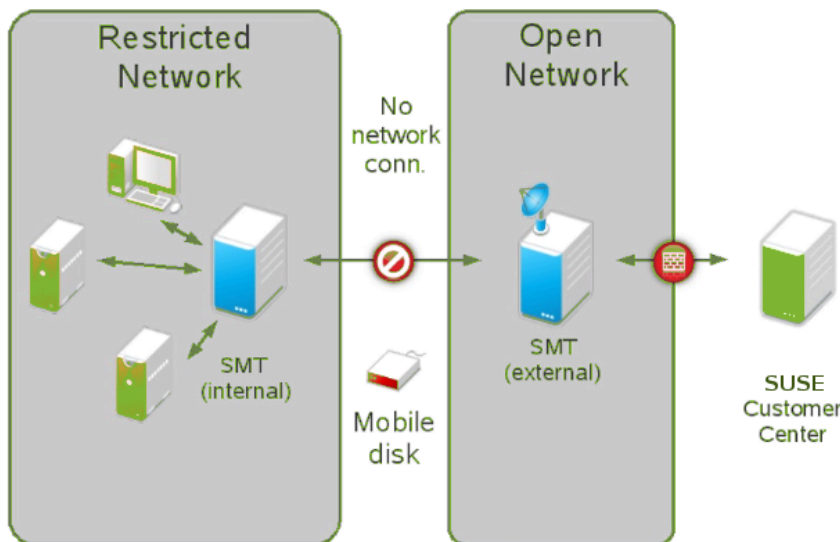 Restricted
Network
No
network
conn.
Open
Network
SMT
(internal)
Mobile
disk
SMT
(external)
SUSE
Customer
Center